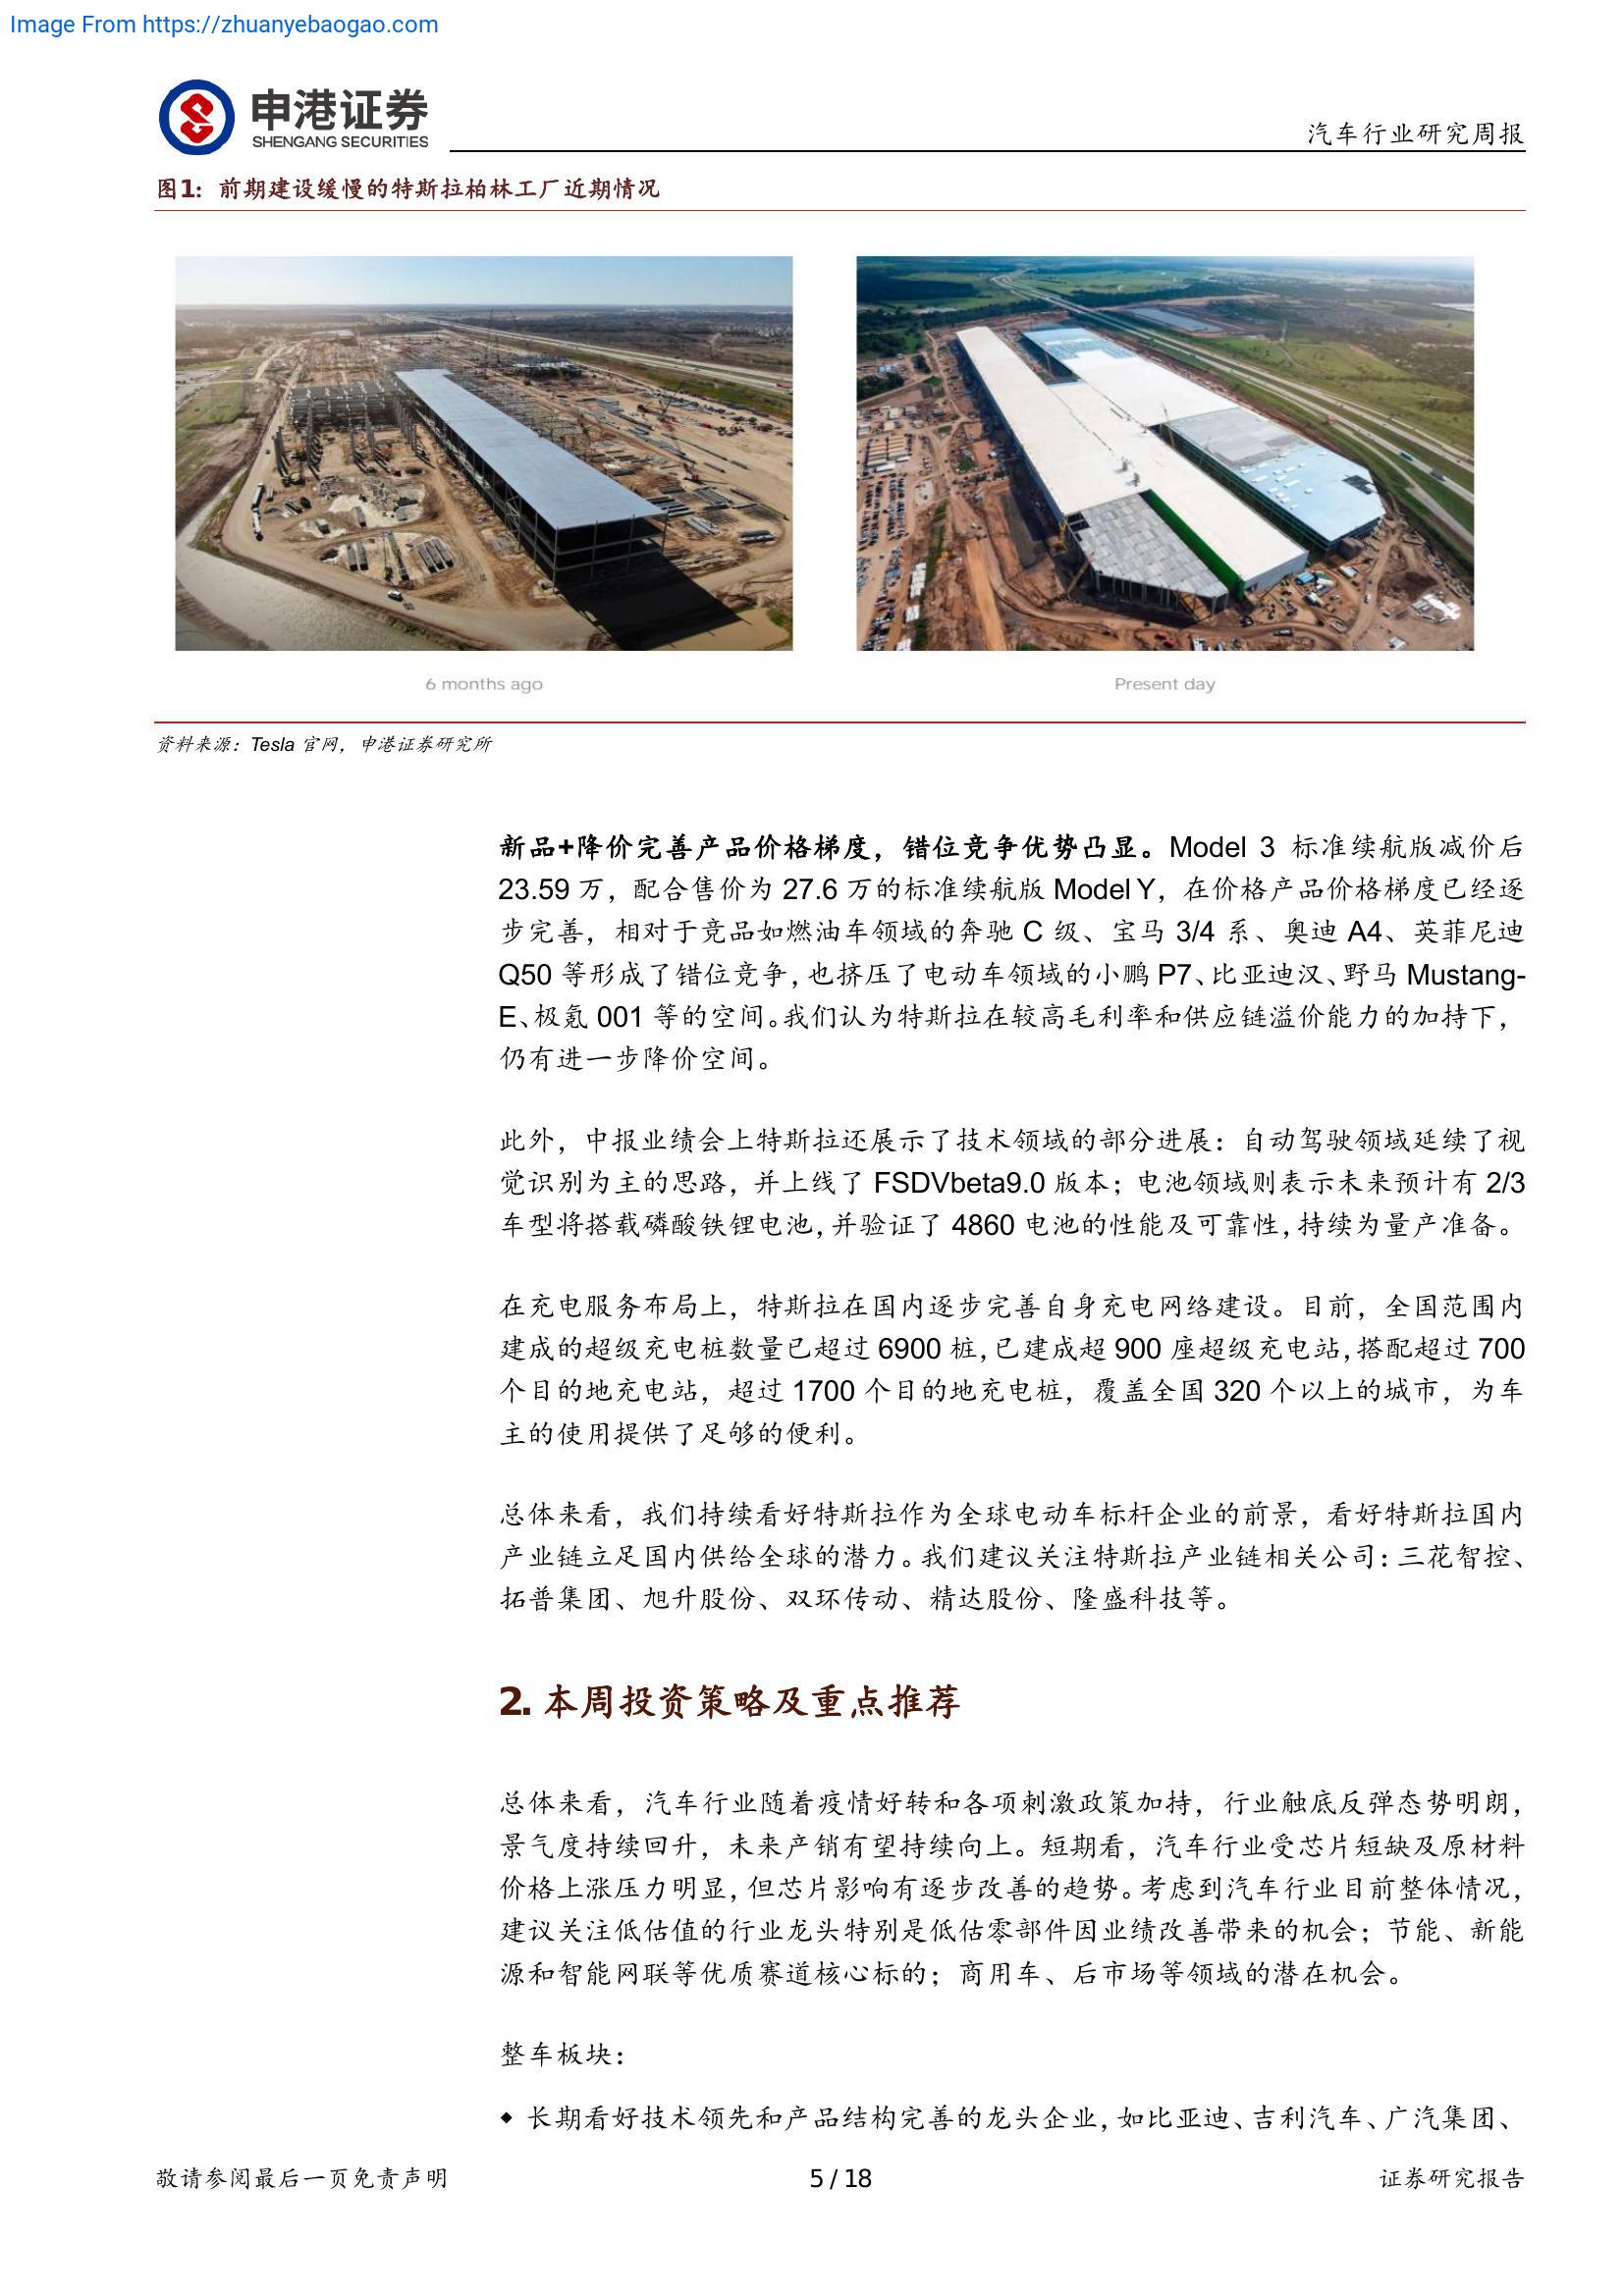 Image From https://zhuanyebaogao.com
申港证券
SHENGANG SECURITIES
汽车行业研究周报
图1：前期建设缓慢的特斯拉柏林工厂近期情况
6 months ago
Present day
资料来源：Tesla 官网，申港证券研究所
新品+降价完善产品价格梯度，错位竞争优势凸显。Model 3 标准续航版减价后
23.59 万，配合售价为 27.6 万的标准续航版 Model Y，在价格产品价格梯度已经逐
步完善，相对于竞品如燃油车领域的奔驰 C 级、宝马 3/4 系、奥迪 A4、英菲尼迪
Q50 等形成了错位竞争，也挤压了电动车领域的小鹏 P7、比亚迪汉、野马 Mustang-
E、极氪 001 等的空间。我们认为特斯拉在较高毛利率和供应链溢价能力的加持下，
仍有进一步降价空间。
此外，中报业绩会上特斯拉还展示了技术领域的部分进展：自动驾驶领域延续了视
觉识别为主的思路，并上线了 FSDVbeta9.0 版本；电池领域则表示未来预计有 2/3
车型将搭载磷酸铁锂电池，并验证了 4860 电池的性能及可靠性，持续为量产准备。
在充电服务布局上，特斯拉在国内逐步完善自身充电网络建设。目前，全国范围内
建成的超级充电桩数量已超过 6900 桩，已建成超 900 座超级充电站，搭配超过 700
个目的地充电站，超过 1700 个目的地充电桩，覆盖全国 320 个以上的城市，为车
主的使用提供了足够的便利。
总体来看，我们持续看好特斯拉作为全球电动车标杆企业的前景，看好特斯拉国内
产业链立足国内供给全球的潜力。我们建议关注特斯拉产业链相关公司：三花智控、
拓普集团、旭升股份、双环传动、精达股份、隆盛科技等。
2. 本周投资策略及重点推荐
总体来看，汽车行业随着疫情好转和各项刺激政策加持，行业触底反弹态势明朗，
景气度持续回升，未来产销有望持续向上。短期看，汽车行业受芯片短缺及原材料
价格上涨压力明显，但芯片影响有逐步改善的趋势。考虑到汽车行业目前整体情况，
建议关注低估值的行业龙头特别是低估零部件因业绩改善带来的机会；节能、新能
源和智能网联等优质赛道核心标的；商用车、后市场等领域的潜在机会。
整车板块：
◆ 长期看好技术领先和产品结构完善的龙头企业，如比亚迪、吉利汽车、广汽集团、
敬请参阅最后一页免责声明
5 / 18
证券研究报告